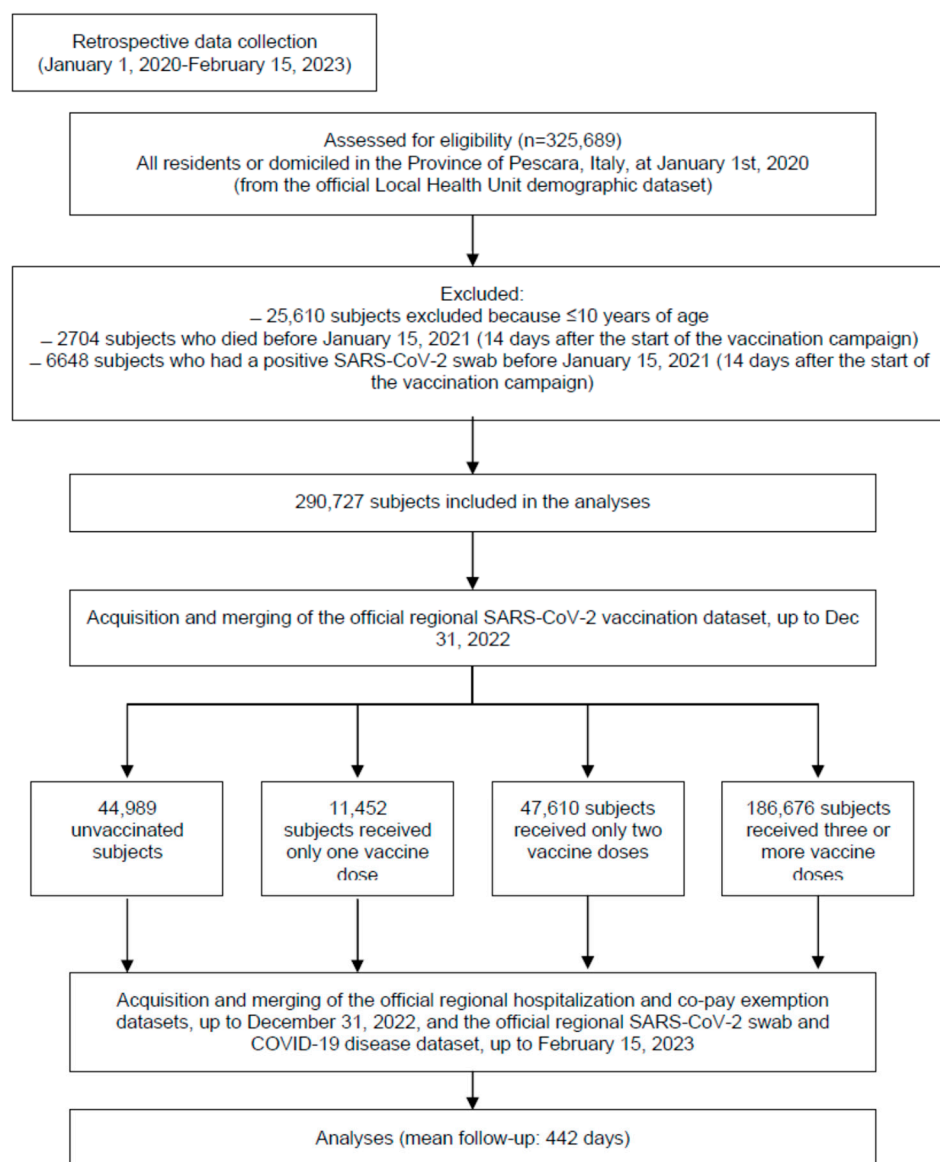 Retrospective data collection
(January 1, 2020-February 15, 2023)
Assessed for eligibility (n=325,689)
All residents or domiciled in the Province of Pescara, Italy, at January 1st, 2020
(from the official Local Health Unit demographic dataset)
Excluded:
– 25,610 subjects excluded because ≤10 years of age
– 2704 subjects who died before January 15, 2021 (14 days after the start of the vaccination campaign)
– 6648 subjects who had a positive SARS-CoV-2 swab before January 15, 2021 (14 days after the start of
the vaccination campaign)
290,727 subjects included in the analyses
Acquisition and merging of the official regional SARS-CoV-2 vaccination dataset, up to Dec
31, 2022
44,989
unvaccinated
subjects
11,452
subjects received
only one vaccine
dose
47,610 subjects
received only two
vaccine doses
186,676 subjects
received three or
more vaccine
doses
Acquisition and merging of the official regional hospitalization and co-pay exemption
datasets, up to December 31, 2022, and the official regional SARS-CoV-2 swab and
COVID-19 disease dataset, up to February 15, 2023
Analyses (mean follow-up: 442 days)